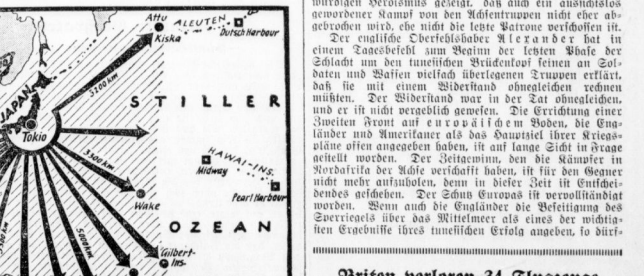 Attu
Kiska
ALEUTEN
Dutsch Harbour
3200 km
JAPAN
Tokio
STILLER
3300 km
HAWAI-INS.
Midway
Pearl Harbour
Wake
OZEAN
5000 km
Gilbert-
Ins.
würdigen Heroismus gezeigt, daß auch ein aussichtslos
gewordener Kampf von den Achsentruppen nicht eher ab-
gebrochen wird, ehe nicht die letzte Patrone verschossen ist.
Der englische Oberbefehlshaber Alexander hat in
einem Tagesbefehl zum Beginn der letzten Phase der
Schlacht um den tunesischen Brückenkopf seinen an Sol-
daten und Waffen vielfach überlegenen Truppen erklärt,
daß sie mit einem Widerstand ohnegleichen rechnen
müßten. Der Widerstand war in der Tat ohnegleichen,
und er ist nicht vergeblich gewesen. Die Errichtung einer
Zweiten Front auf europäischem Boden, die Eng-
länder und Amerikaner als das Hauptziel ihrer Kriegs-
pläne offen angegeben haben, ist auf lange Sicht in Frage
gestellt worden. Der Zeitgewinn, den die Kämpfer in
Nordafrika der Achse verschafft haben, ist für den Gegner
nicht mehr aufzuholen, denn in dieser Zeit ist Entschei-
dendes geschehen. Der Schutz Europas ist vervollständigt
worden. Wenn auch die Engländer die Beseitigung des
Sperriegels über das Mittelmeer als eines der wichtig-
sten Ergebnisse ihres tunesischen Erfolg angeben, so dürf-
Briten verloren 34 Flugzeuge